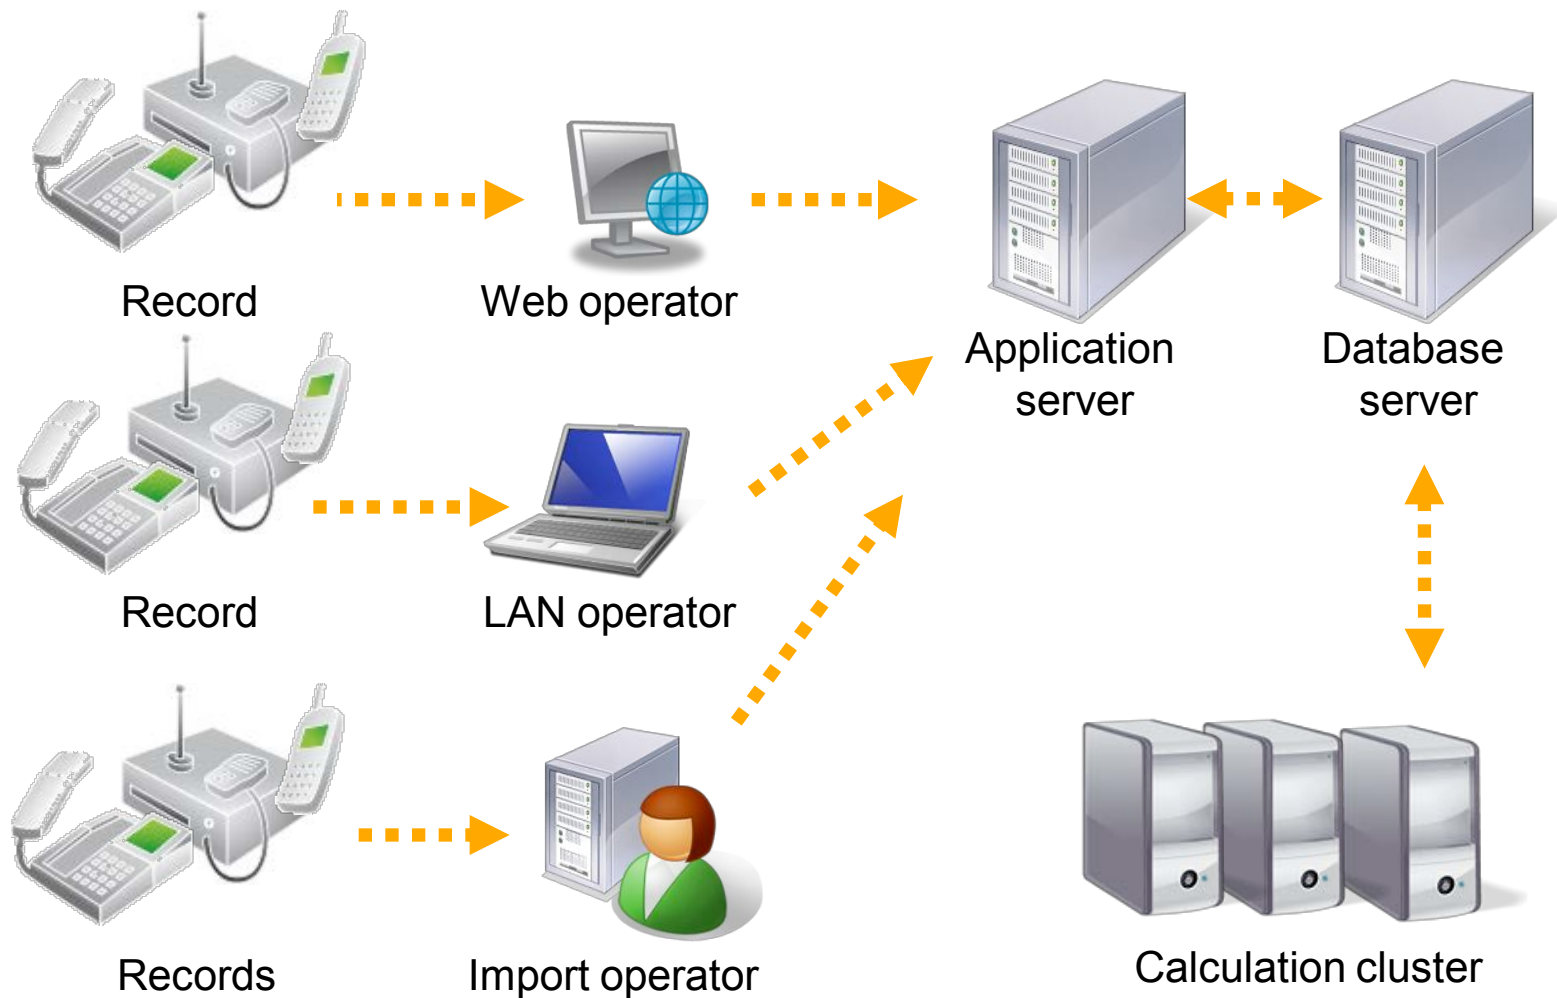 Record
Web operator
Application
server
Database
server
Record
LAN operator
Records
Import operator
Calculation cluster